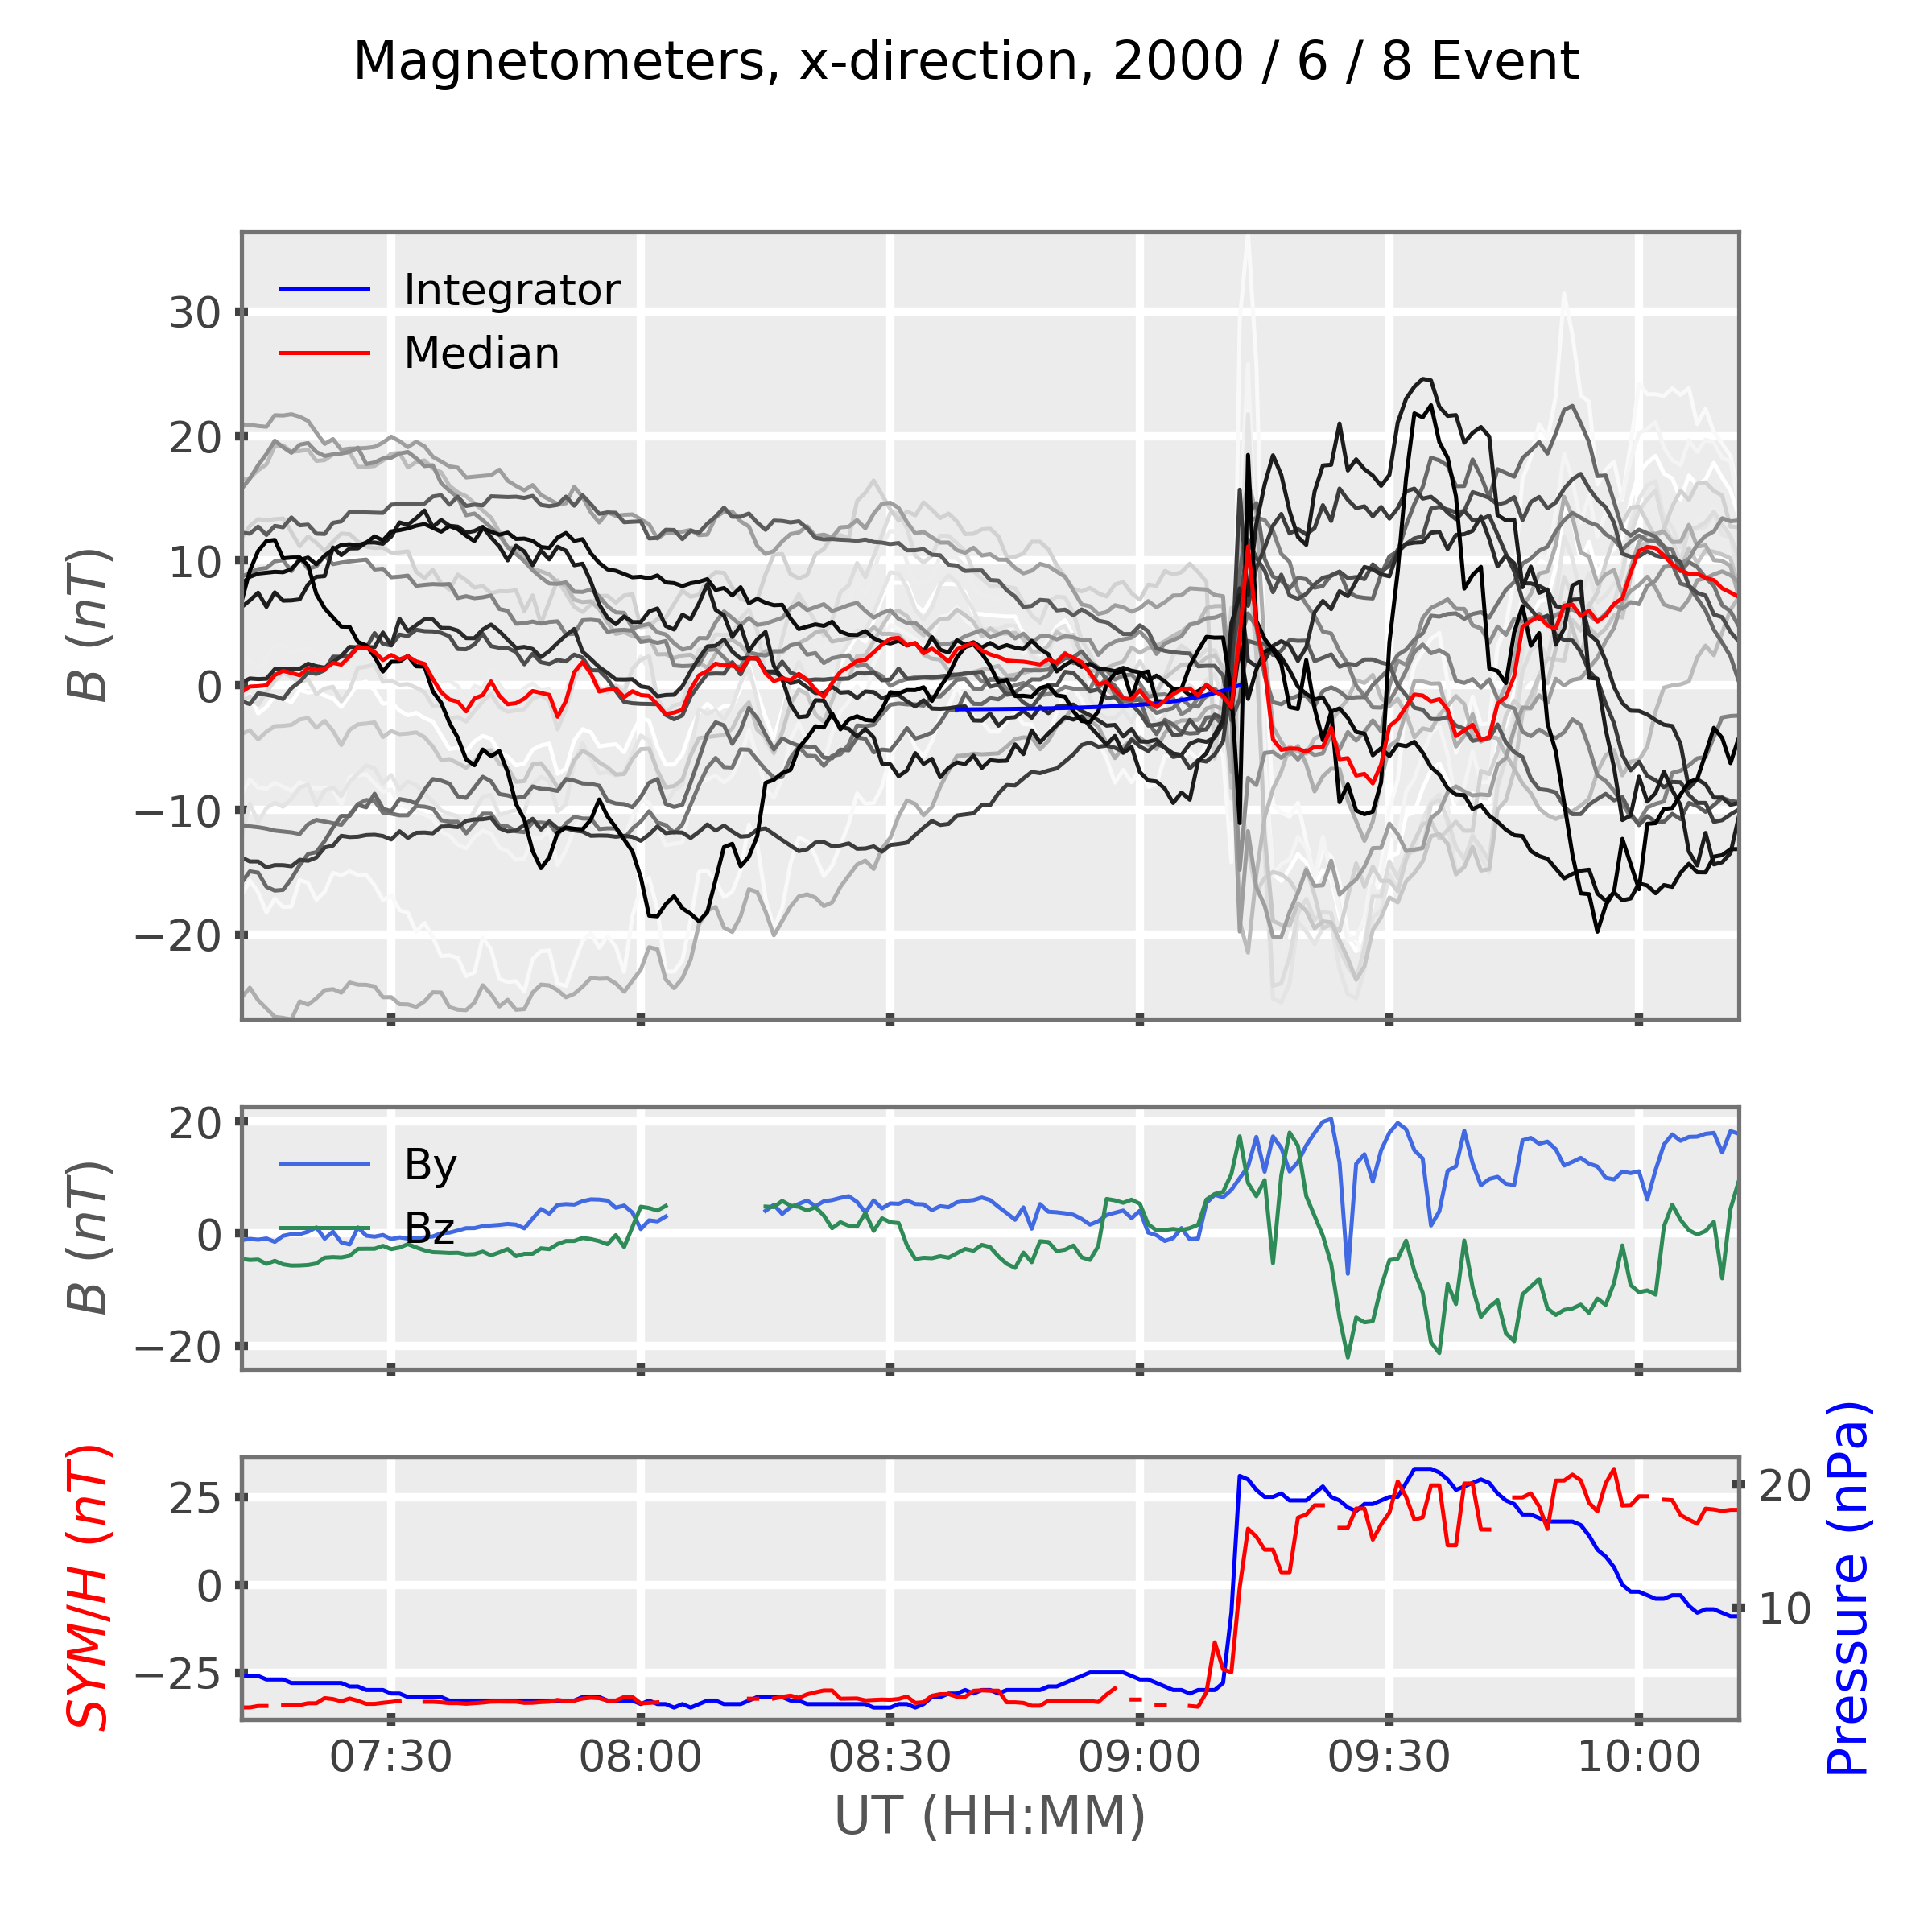 Magnetometers, x-direction, 2000 / 6 / 8 Event
B (nT)
30
20
10
0
−10
−20
Integrator
Median
B (nT)
20
0
−20
By
Bz
SYM/H (nT)
25
0
−25
20
10
Pressure (nPa)
07:30 08:00 08:30 09:00 09:30 10:00
UT (HH:MM)